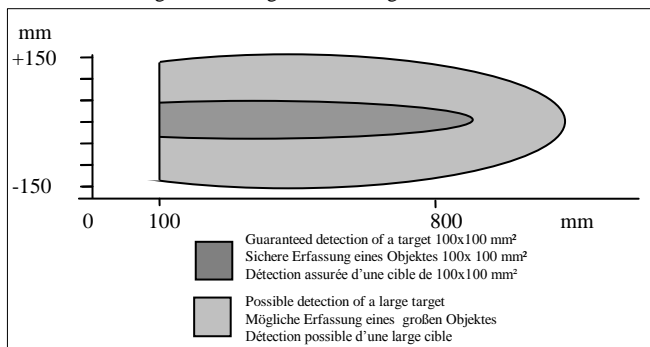 mm
+150
-150
0 100 800 mm
Guaranteed detection of a target 100x100 mm²
Sichere Erfassung eines Objektes 100x 100 mm²
Détection assurée d'une cible de 100x100 mm²
Possible detection of a large target
Mögliche Erfassung eines großen Objektes
Détection possible d'une large cible